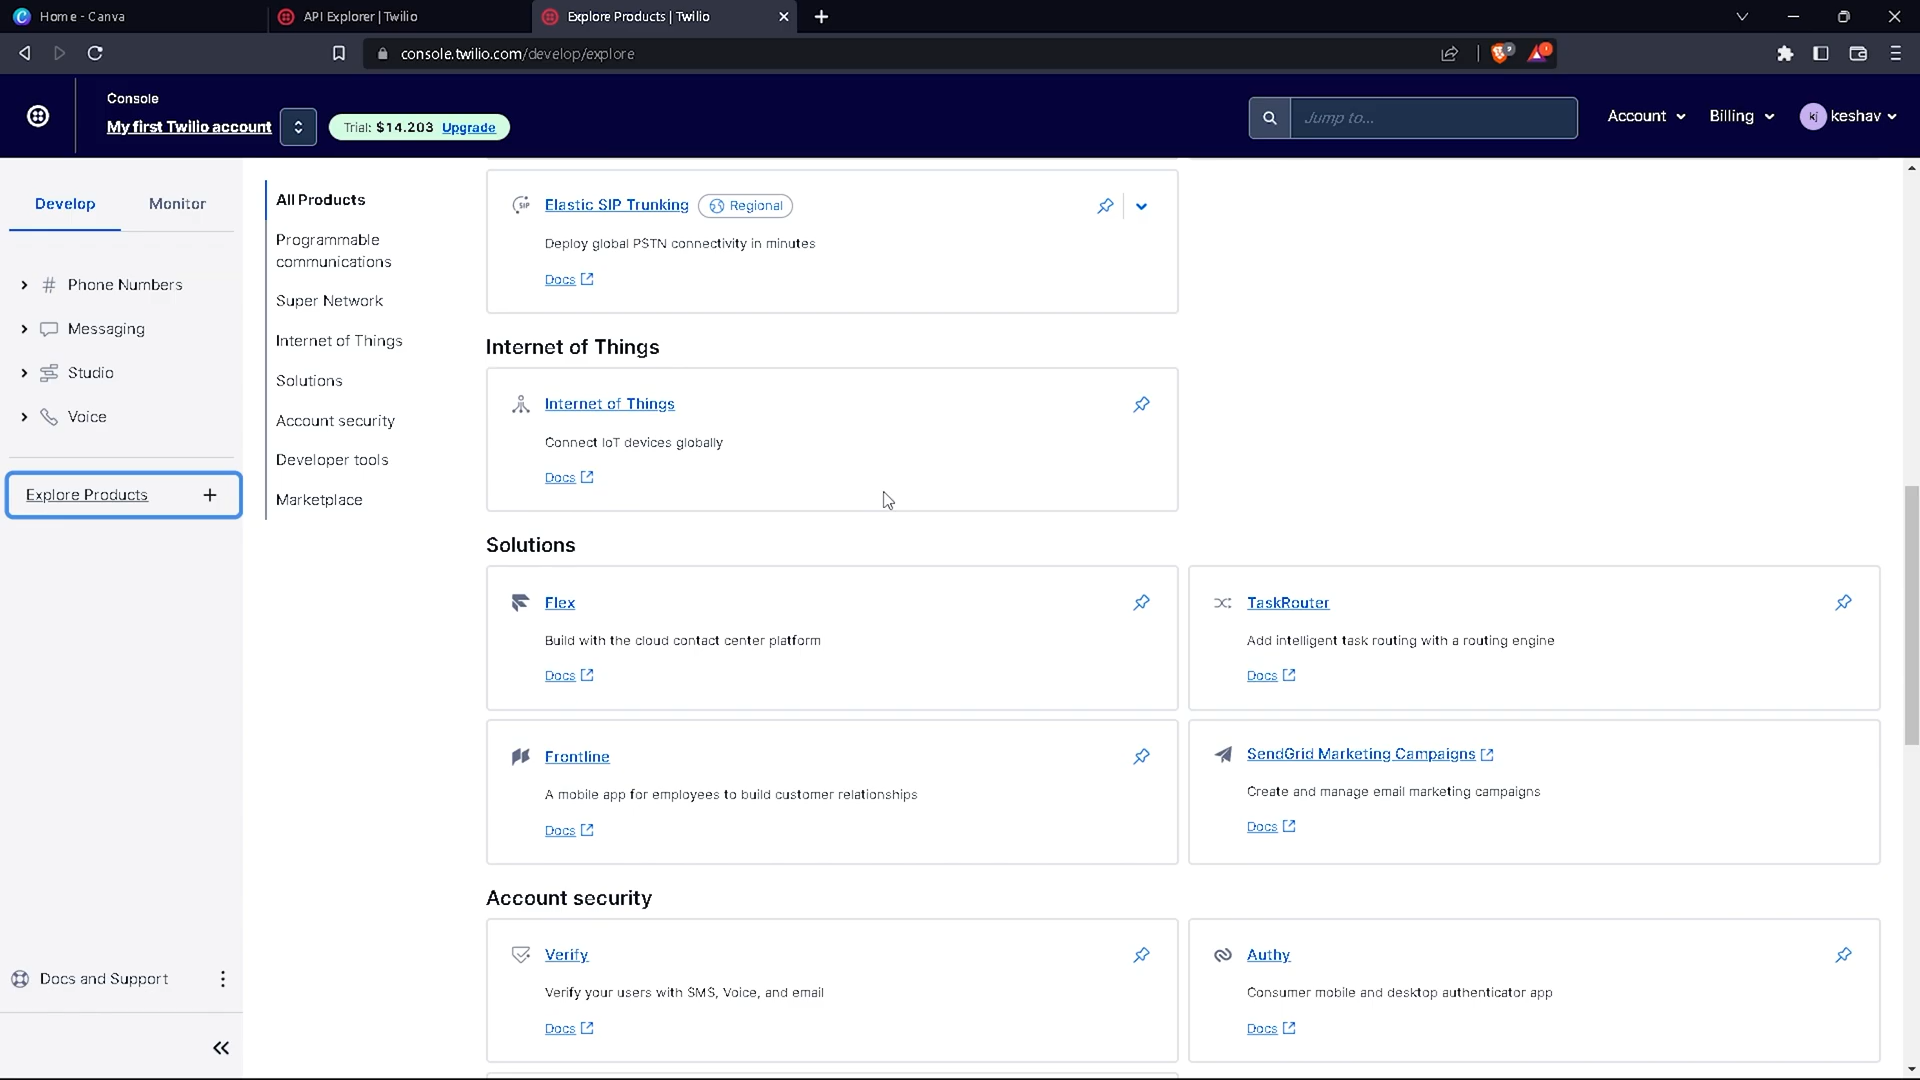 Home - Canva
API Explorer | Twilio
Explore Products | Twilio
console.twilio.com/develop/explore
Console
My first Twilio account
Trial: $14.203 Upgrade
Jump to...
Account
Billing
kj
keshav
Develop
Monitor
Phone Numbers
Messaging
Studio
Voice
Explore Products
Docs and Support
All Products
Programmable
communications
Super Network
Internet of Things
Solutions
Account security
Developer tools
Marketplace
SIP
Elastic SIP Trunking
Regional
Deploy global PSTN connectivity in minutes
Docs
Internet of Things
Internet of Things
Connect IoT devices globally
Docs
Solutions
Flex
Build with the cloud contact center platform
Docs
TaskRouter
Add intelligent task routing with a routing engine
Docs
Frontline
A mobile app for employees to build customer relationships
Docs
SendGrid Marketing Campaigns
Create and manage email marketing campaigns
Docs
Account security
Verify
Verify your users with SMS, Voice, and email
Docs
Authy
Consumer mobile and desktop authenticator app
Docs